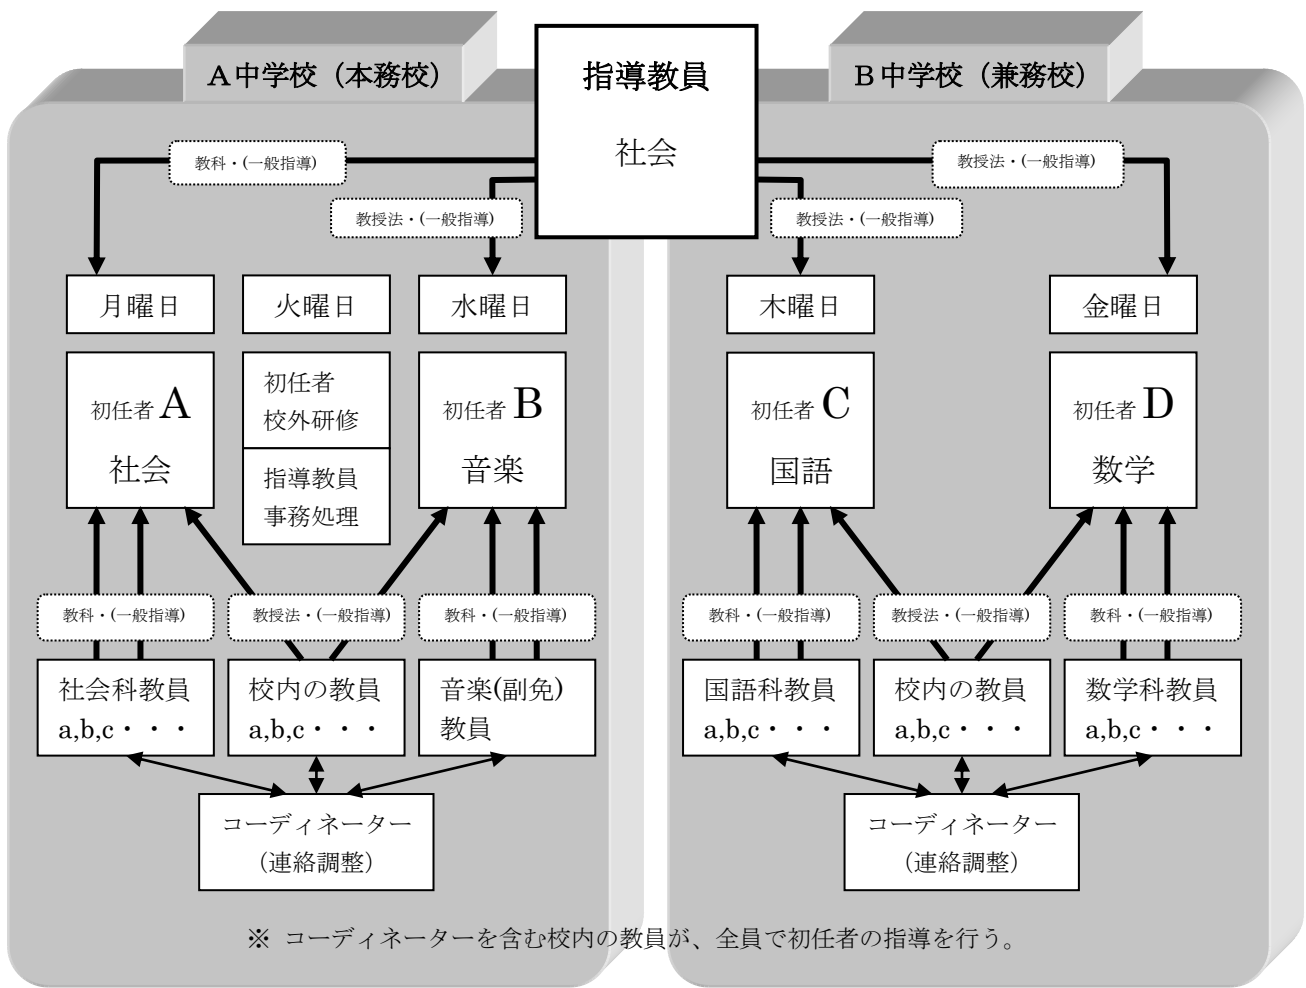 A中学校（本務校）
指導教員
社会
B中学校（兼務校）
教科・(一般指導)
教授法・(一般指導)
教授法・(一般指導)
教授法・(一般指導)
月曜日
火曜日
水曜日
木曜日
金曜日
初任者 A
社会
初任者
校外研修
指導教員
事務処理
初任者 B
音楽
初任者 C
国語
初任者 D
数学
教科・(一般指導)
教授法・(一般指導)
教科・(一般指導)
教科・(一般指導)
教授法・(一般指導)
教科・(一般指導)
社会科教員
a,b,c・・・
校内の教員
a,b,c・・・
音楽(副免)
教員
国語科教員
a,b,c・・・
校内の教員
a,b,c・・・
数学科教員
a,b,c・・・
コーディネーター
（連絡調整）
コーディネーター
（連絡調整）
※ コーディネーターを含む校内の教員が、全員で初任者の指導を行う。